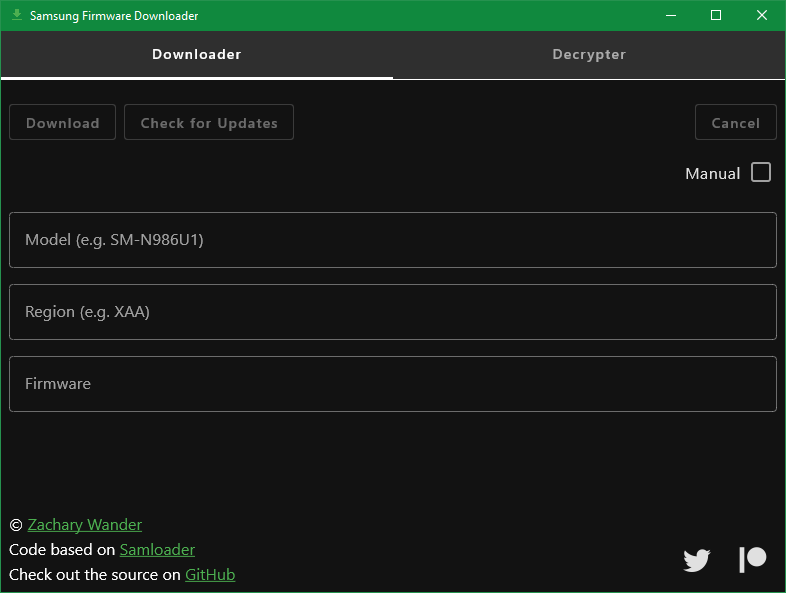 Samsung Firmware Downloader
Downloader Decrypter
Download Check for Updates Cancel
Manual
Model (e.g. SM-N986U1)
Region (e.g. XAA)
Firmware
© Zachary Wander
Code based on Samloader
Check out the source on GitHub